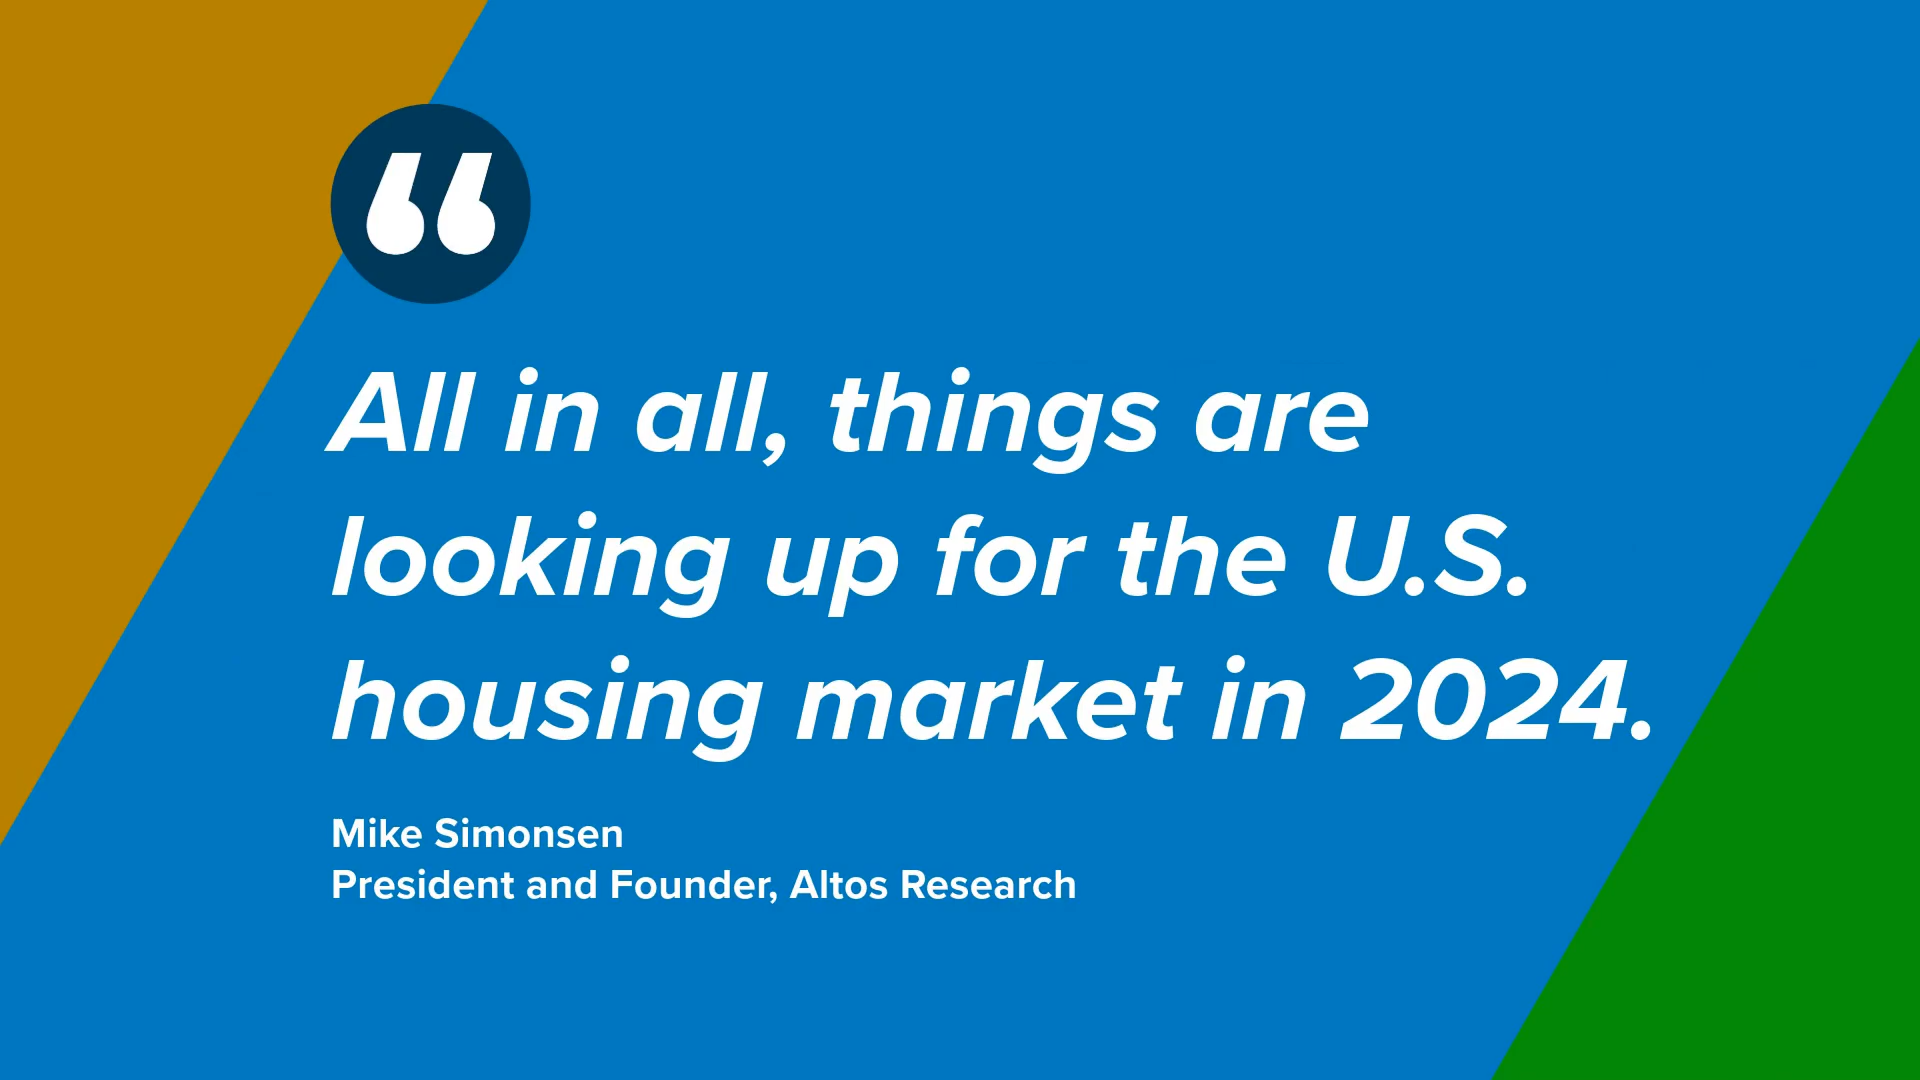 “
All in all, things are
looking up for the U.S.
housing market in 2024.
Mike Simonsen
President and Founder, Altos Research